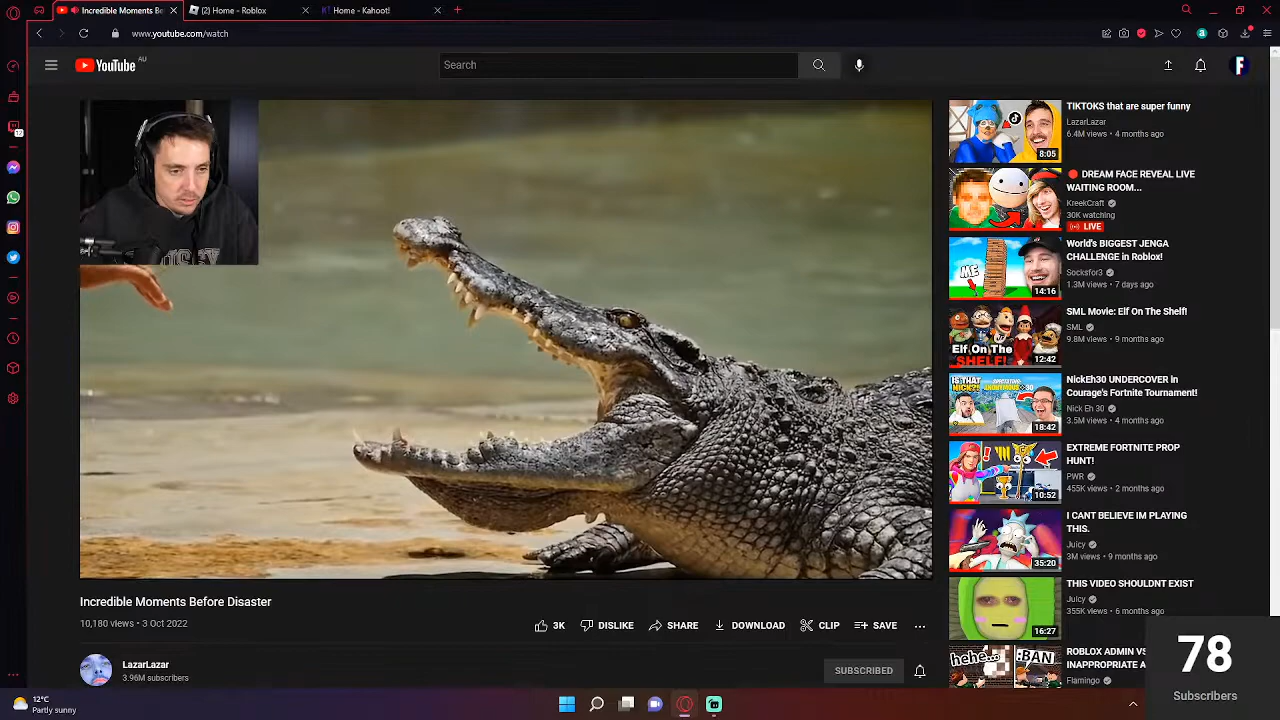 Incredible Moments Be
(2) Home - Roblox
Home - Kahoot!
www.youtube.com/watch
YouTube AU
Search
12
TIKTOKS that are super funny
LazarLazar
6.4M views • 4 months ago
8:05
DREAM FACE REVEAL LIVE
WAITING ROOM...
KreekCraft
30K watching
LIVE
World's BIGGEST JENGA
CHALLENGE in Roblox!
Socksfor3
1.3M views • 7 days ago
ME
14:16
SML Movie: Elf On The Shelf!
SML
9.8M views • 9 months ago
Elf On The
SHELF!
12:42
NickEh30 UNDERCOVER in
Courage's Fortnite Tournament!
Nick Eh 30
3.5M views • 4 months ago
IS THAT
NICK?!
18:42
EXTREME FORTNITE PROP
HUNT!
PWR
455K views • 2 months ago
10:52
I CANT BELIEVE IM PLAYING
THIS.
Juicy
3M views • 9 months ago
35:20
THIS VIDEO SHOULDNT EXIST
Juicy
355K views • 6 months ago
16:27
ROBLOX ADMIN VS
INAPPROPRIATE A
Flamingo
hehe...
:BAN
Incredible Moments Before Disaster
10,180 views • 3 Oct 2022
3K
DISLIKE
SHARE
DOWNLOAD
CLIP
SAVE
LazarLazar
3.96M subscribers
SUBSCRIBED
78
Subscribers
12°C
Partly sunny